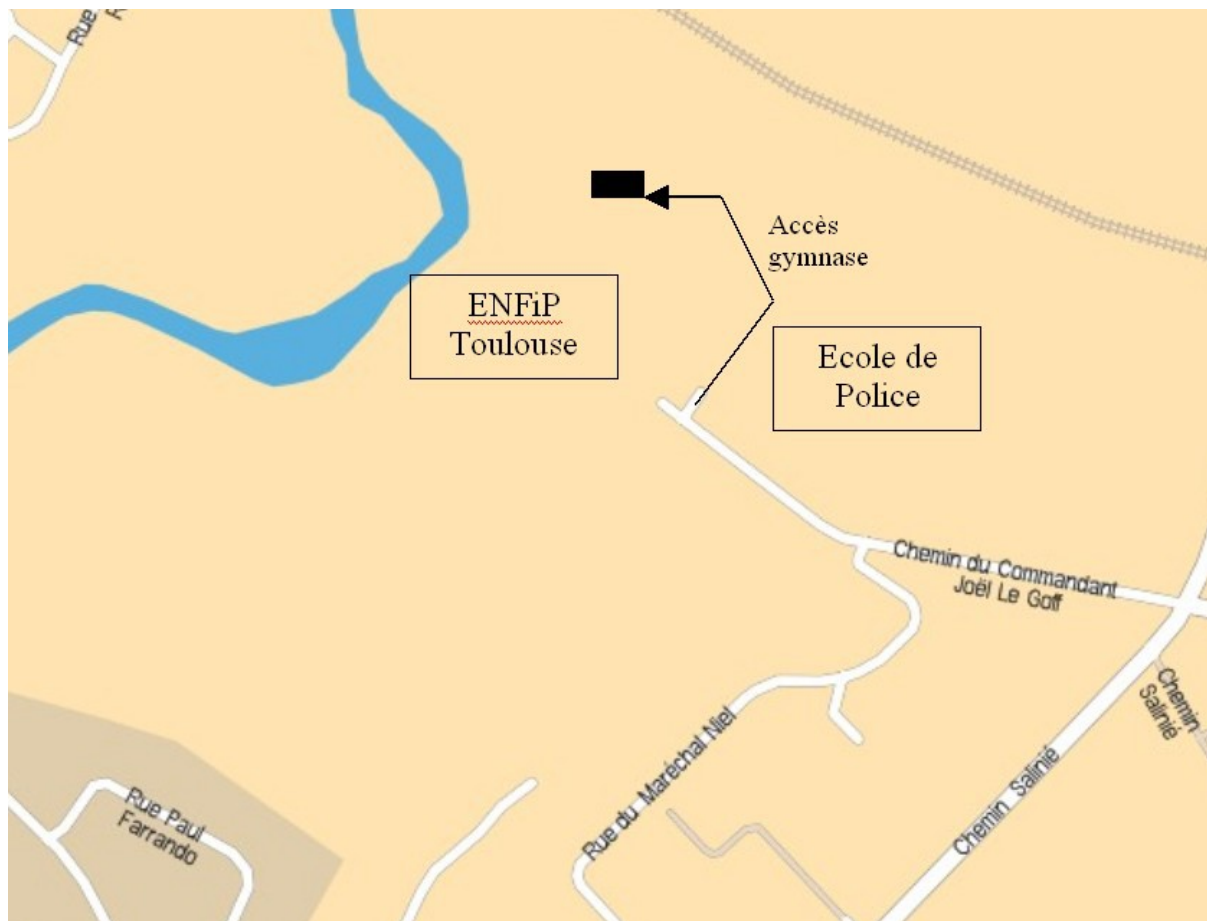 Rue
R
Accès
gymnase
ENFiP
Toulouse
Ecole de
Police
Chemin du Commandant
Joël Le Goff
Chemin
Salinié
Rue du Maréchal Niel
Chemin Salinié
Rue Paul
Farrando